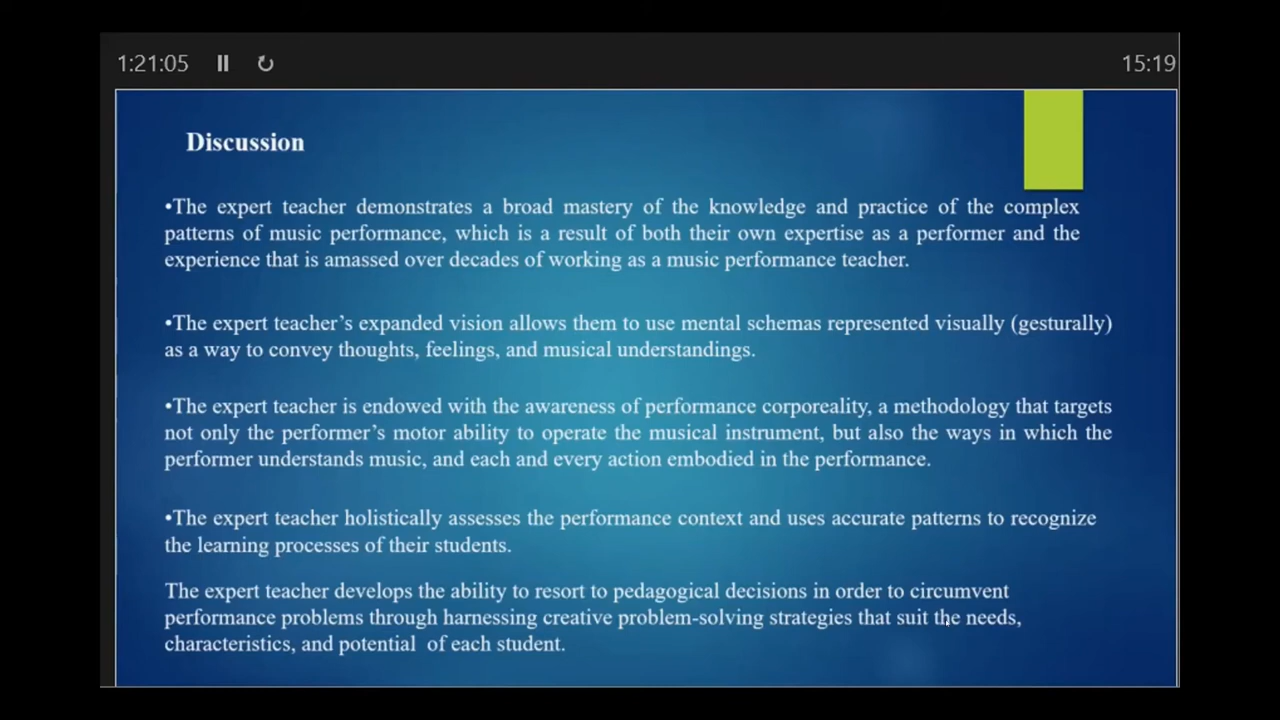 1:21:05
15:19
Discussion
•The expert teacher demonstrates a broad mastery of the knowledge and practice of the complex
patterns of music performance, which is a result of both their own expertise as a performer and the
experience that is amassed over decades of working as a music performance teacher.
•The expert teacher’s expanded vision allows them to use mental schemas represented visually (gesturally)
as a way to convey thoughts, feelings, and musical understandings.
•The expert teacher is endowed with the awareness of performance corporeality, a methodology that targets
not only the performer’s motor ability to operate the musical instrument, but also the ways in which the
performer understands music, and each and every action embodied in the performance.
•The expert teacher holistically assesses the performance context and uses accurate patterns to recognize
the learning processes of their students.
The expert teacher develops the ability to resort to pedagogical decisions in order to circumvent
performance problems through harnessing creative problem-solving strategies that suit the needs,
characteristics, and potential  of each student.